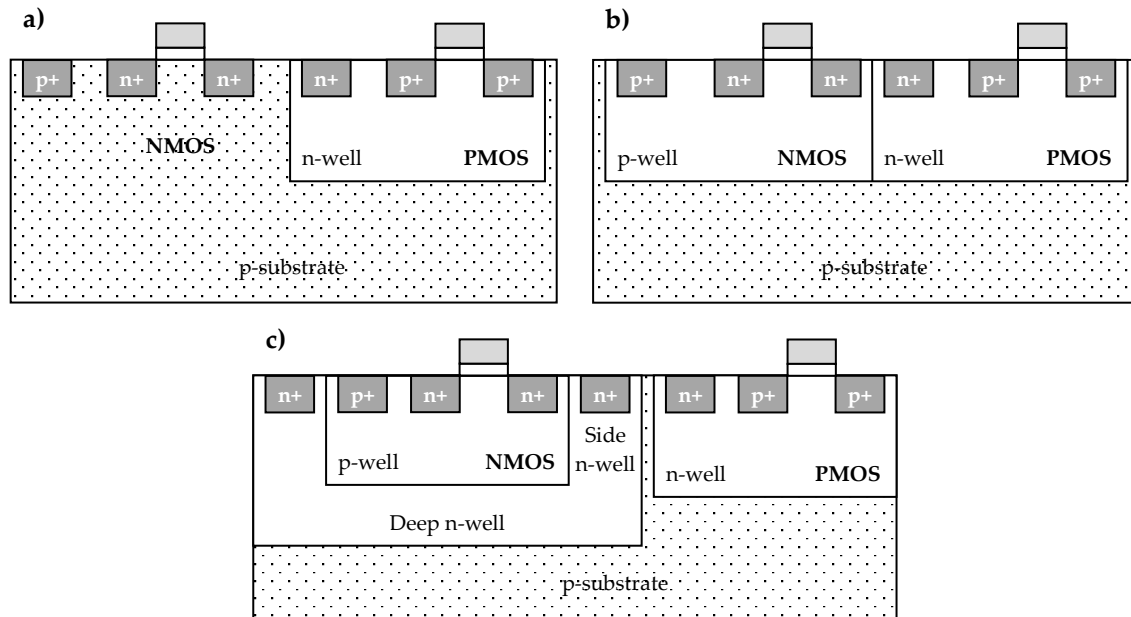 a)
p+ n+ n+ n+ p+ p+
NMOS
n-well PMOS
p-substrate
b)
p+ n+ n+ n+ p+ p+
p-well NMOS n-well PMOS
p-substrate
c)
n+ p+ n+ n+ n+ n+ p+ p+
Side
n-well
p-well NMOS
n-well PMOS
Deep n-well
p-substrate